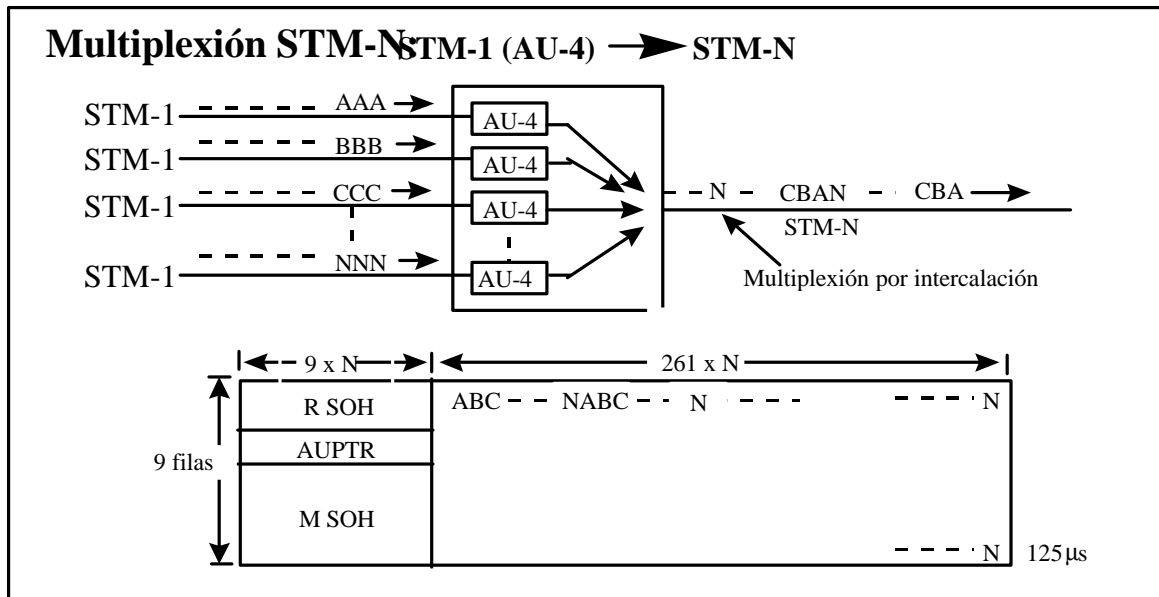 Multiplexión STM-N: STM-1 (AU-4) STM-N
STM-1 AAA AU-4
STM-1 BBB AU-4
STM-1 CCC AU-4
N CBAN CBA
STM-N
STM-1 NNN AU-4
Multiplexión por intercalación
9 x N 261 x N
R SOH ABC NABC N N
AUPTR
9 filas
M SOH
N 125µs